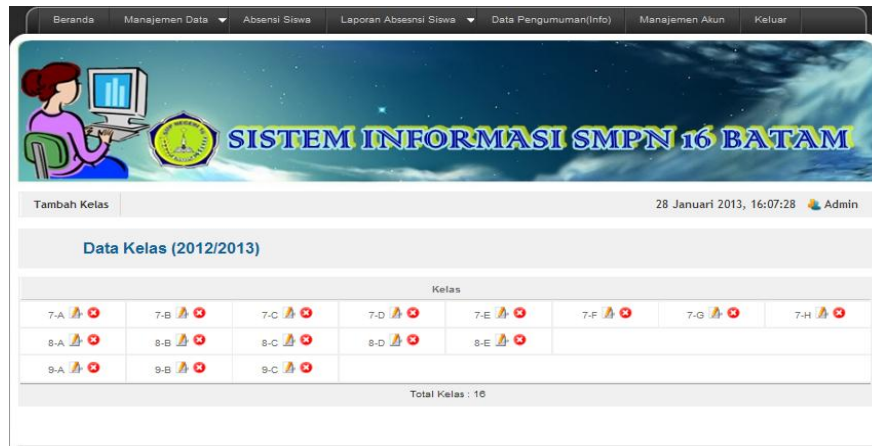 Beranda Manajemen Data Absensi Siswa Laporan Absesnsi Siswa Data Pengumuman(Info) Manajemen Akun Keluar
SISTEM INFORMASI SMPN 16 BATAM
Tambah Kelas 28 Januari 2013, 16:07:28 Admin
Data Kelas (2012/2013)
Kelas
7-A 7-B 7-C 7-D 7-E 7-F 7-G 7-H
8-A 8-B 8-C 8-D 8-E
9-A 9-B 9-C
Total Kelas : 16